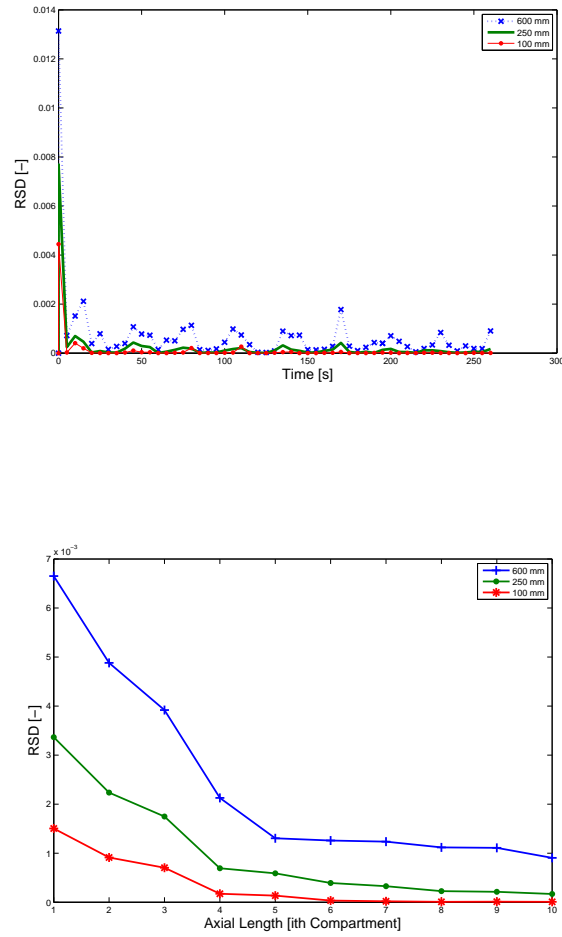 0.014
0.012
0.01
0.008
0.006
0.004
0.002
0
RSD [−]
600 mm
250 mm
100 mm
0 50 100 150 200 250 300
Time [s]
x 10⁻³
7
6
5
4
3
2
1
0
RSD [−]
600 mm
250 mm
100 mm
1 2 3 4 5 6 7 8 9 10
Axial Length [ith Compartment]